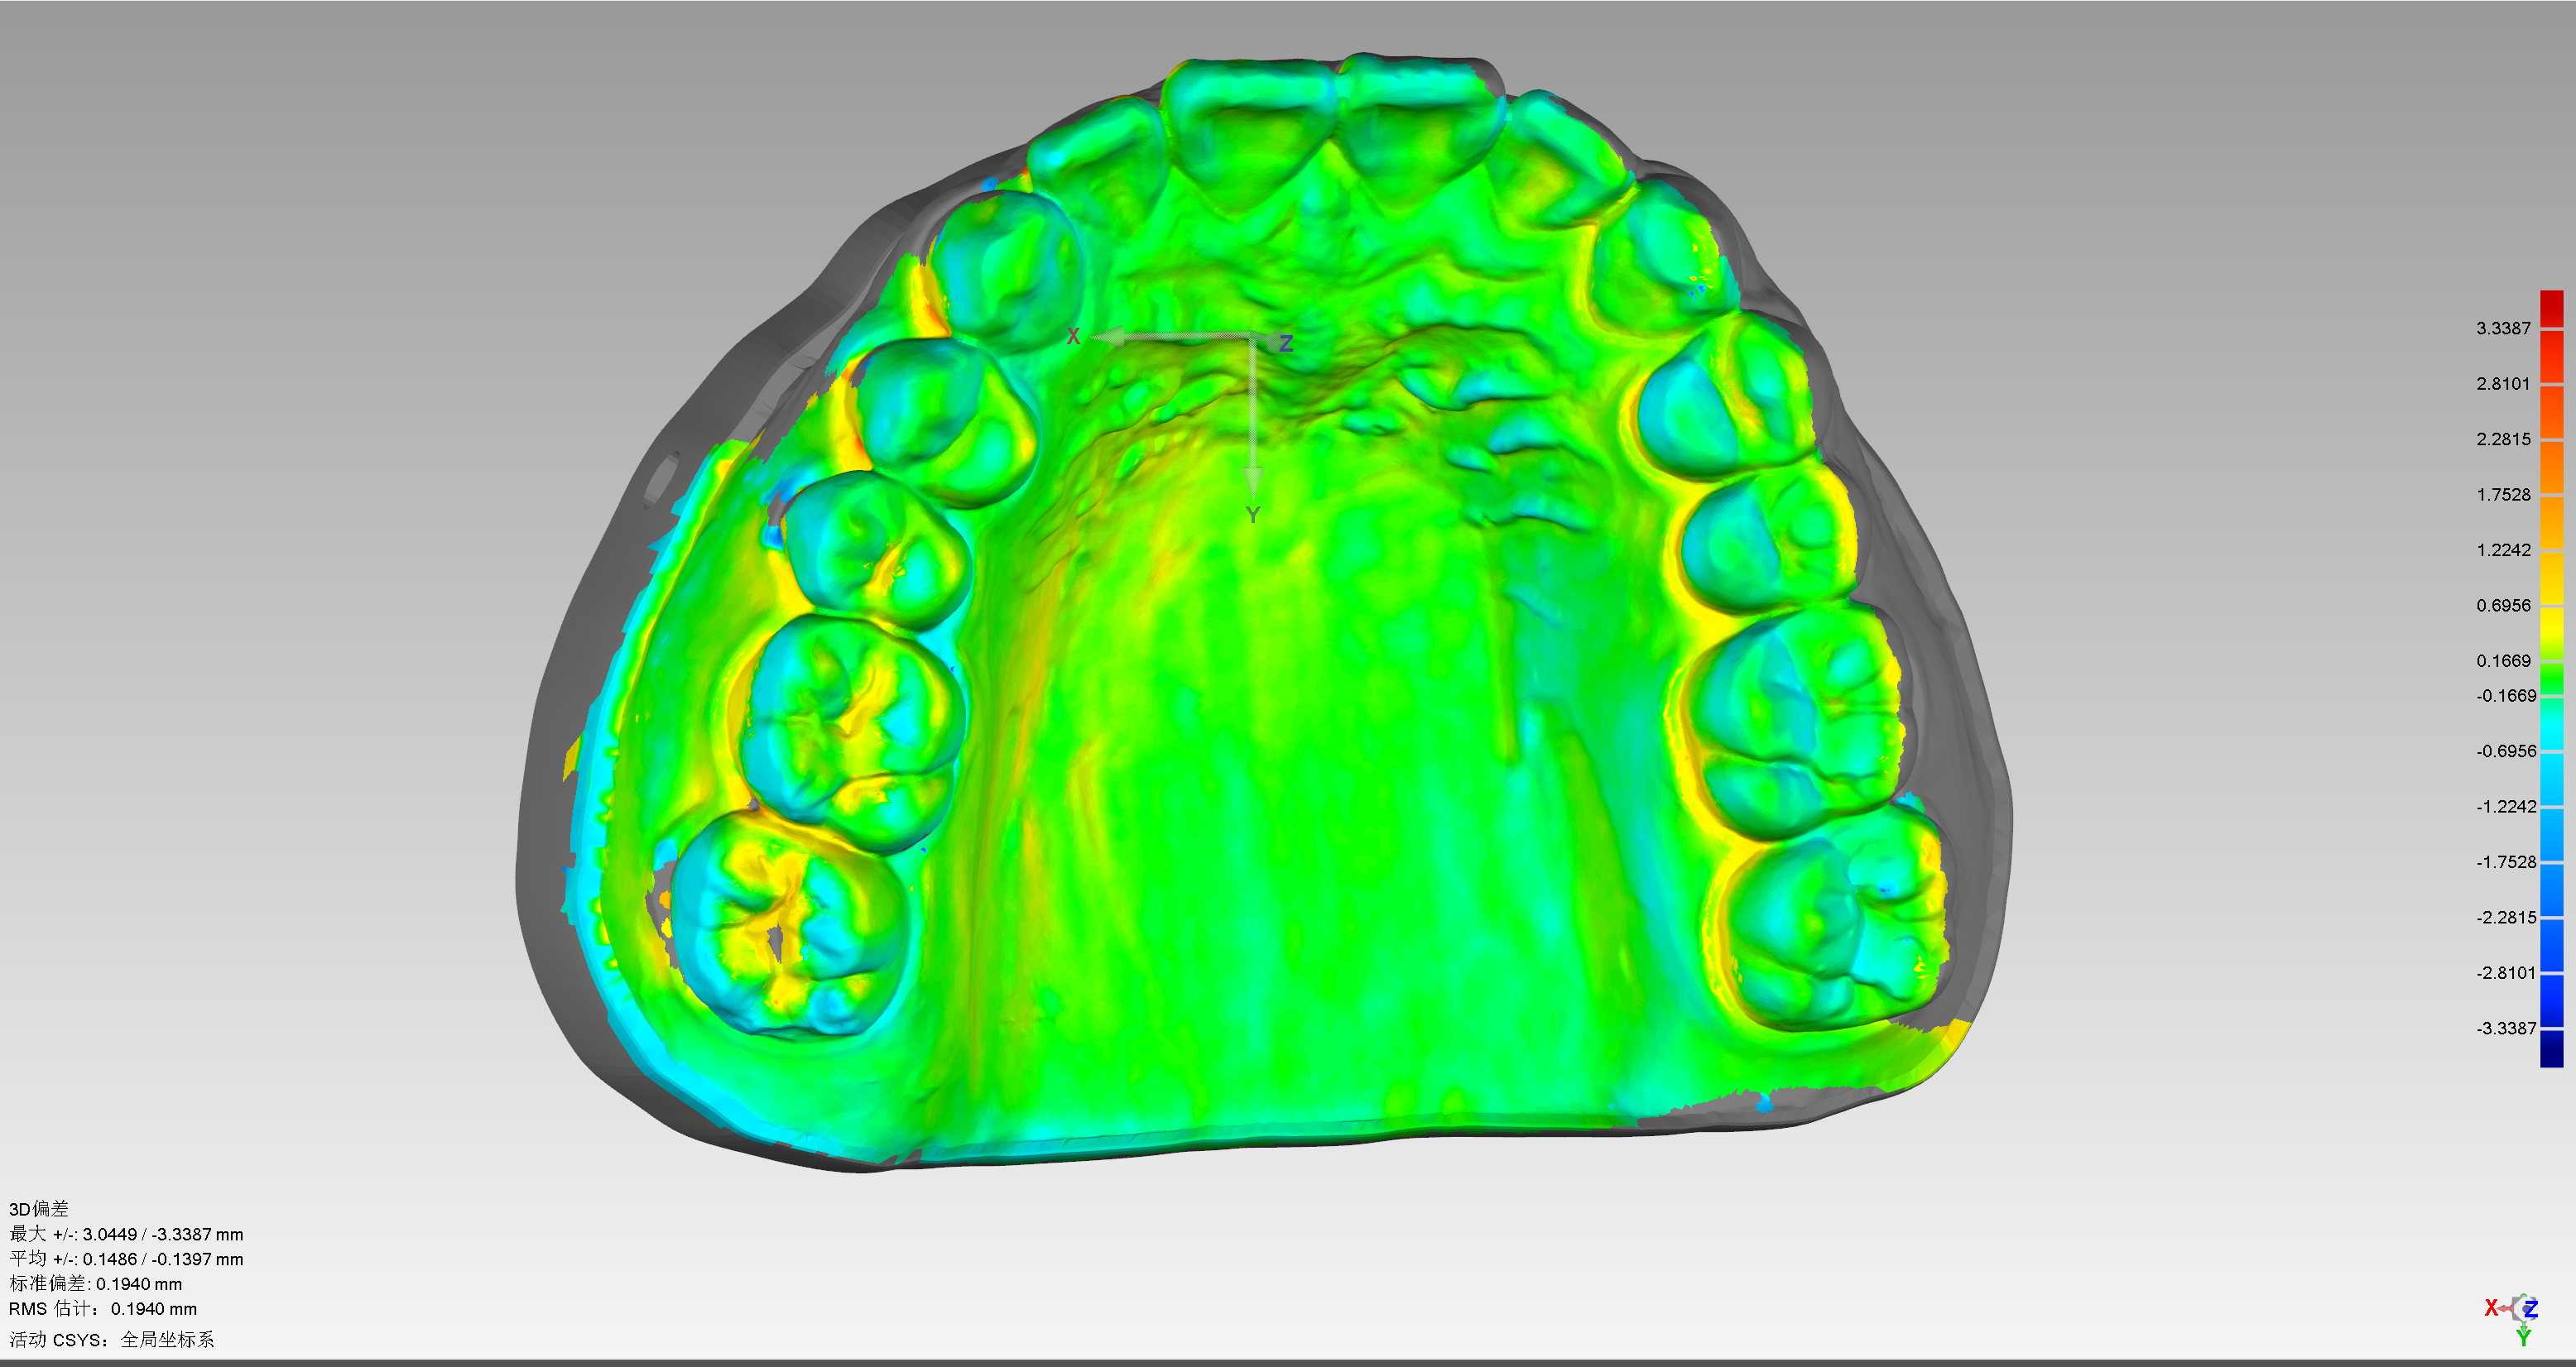 X
Z
Y
3.3387
2.8101
2.2815
1.7528
1.2242
0.6956
0.1669
-0.1669
-0.6956
-1.2242
-1.7528
-2.2815
-2.8101
-3.3387
3D偏差
最大 +/-: 3.0449 / -3.3387 mm
平均 +/-: 0.1486 / -0.1397 mm
标准偏差: 0.1940 mm
RMS 估计： 0.1940 mm
活动 CSYS： 全局坐标系
X
Z
Y